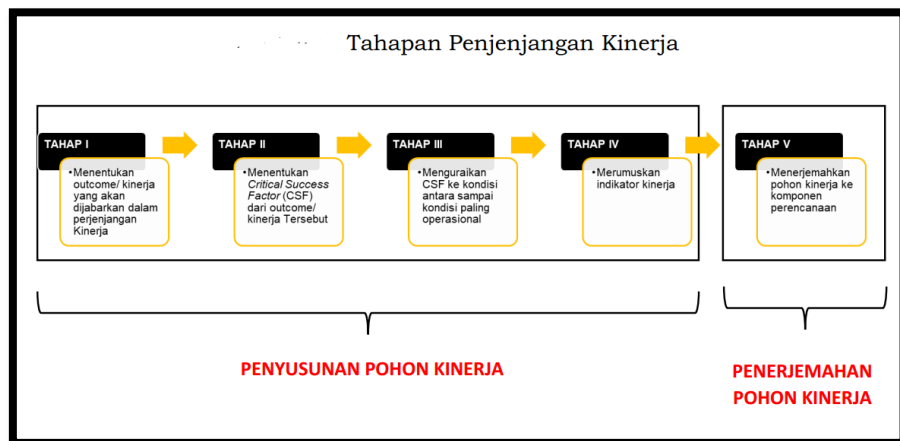 Tahapan Penjenjangan Kinerja
TAHAP I
•Menentukan
outcome/ kinerja
yang akan
dijabarkan dalam
perjenjangan
Kinerja
TAHAP II
•Menentukan
Critical Success
Factor (CSF)
dari outcome/
kinerja Tersebut
TAHAP III
•Menguraikan
CSF ke kondisi
antara sampai
kondisi paling
operasional
TAHAP IV
•Merumuskan
indikator kinerja
TAHAP V
•Menerjemahkan
pohon kinerja ke
komponen
perencanaan
PENYUSUNAN POHON KINERJA
PENERJEMAHAN
POHON KINERJA